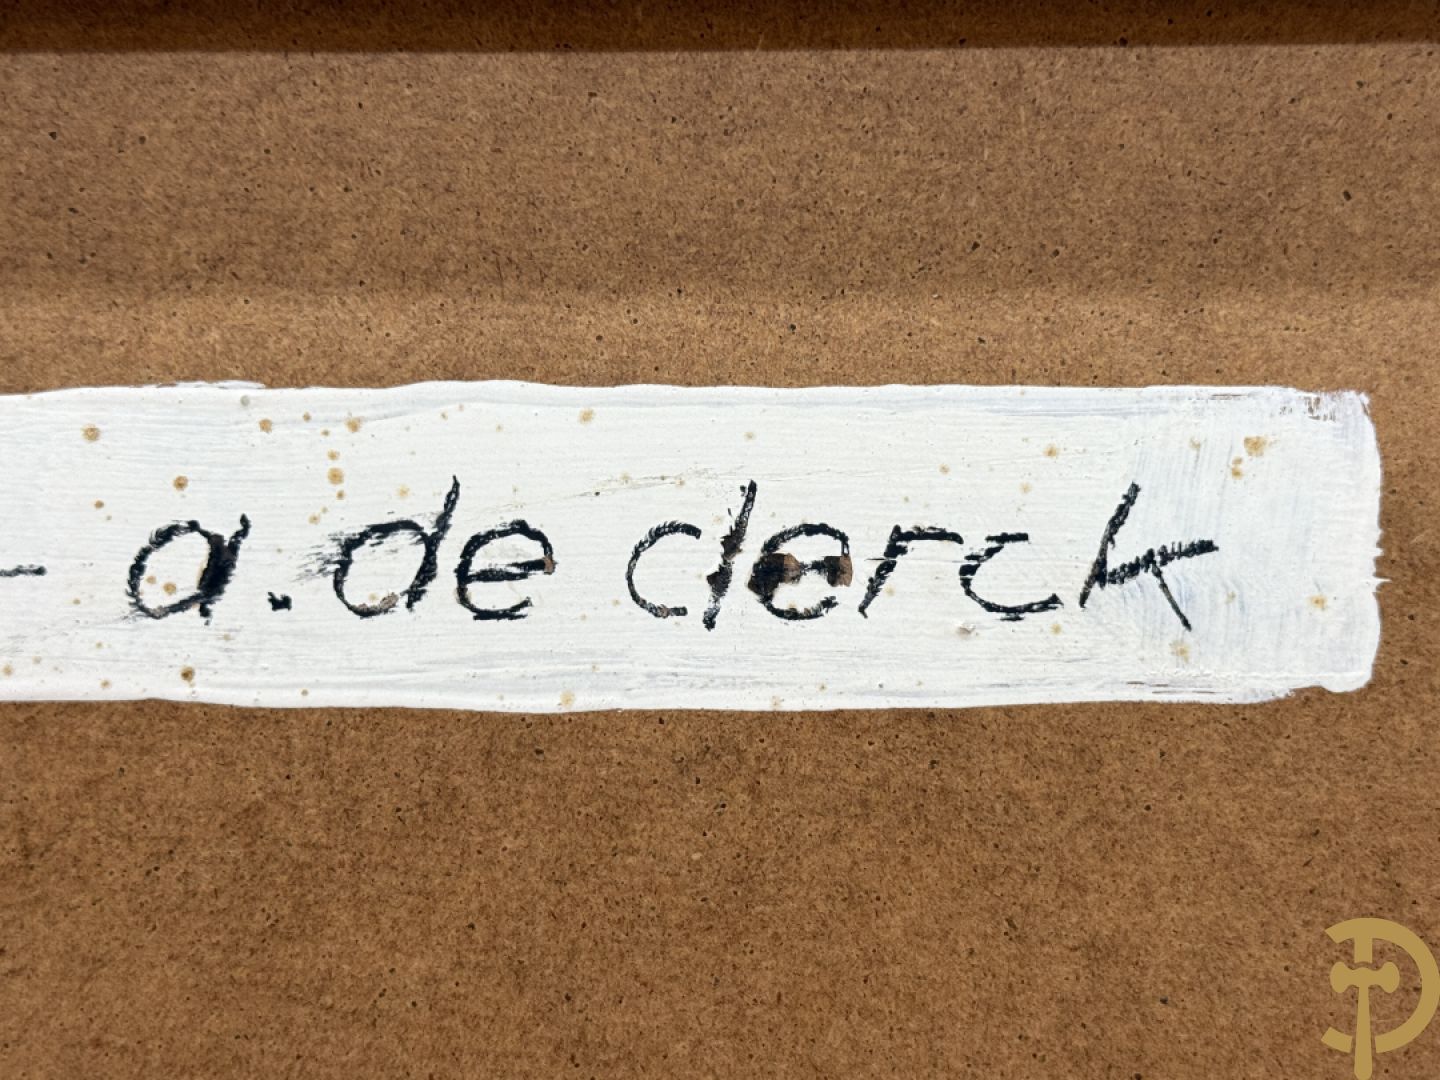 - a. de clerck